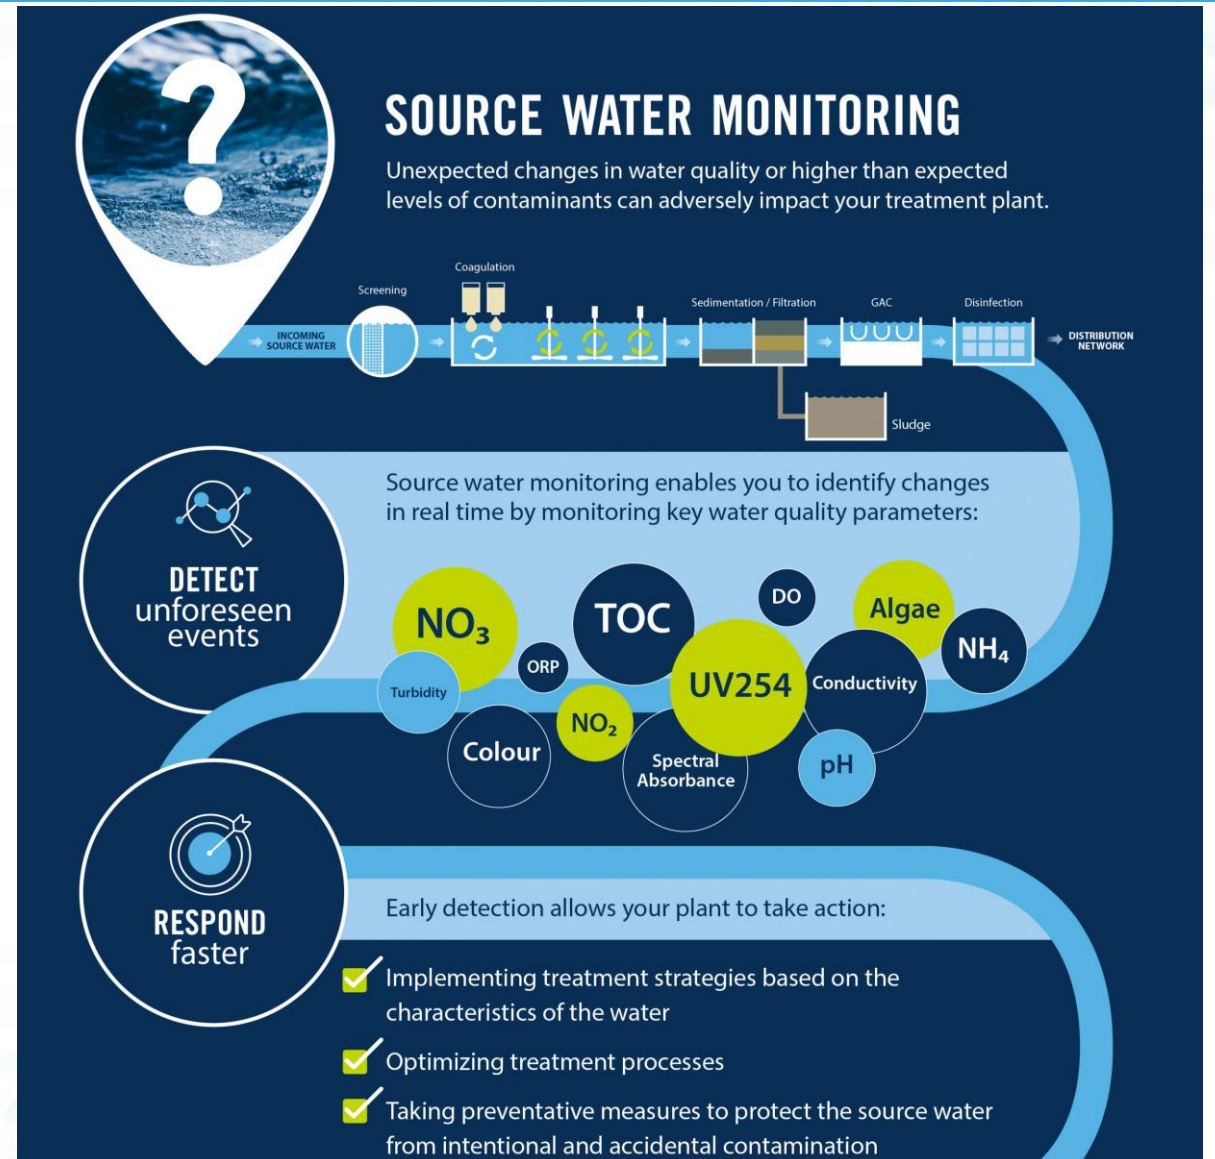 ?
SOURCE WATER MONITORING
Unexpected changes in water quality or higher than expected
levels of contaminants can adversely impact your treatment plant.
Coagulation
Screening
Sedimentation / Filtration
GAC
Disinfection
INCOMING
SOURCE WATER
DISTRIBUTION
NETWORK
Sludge
Source water monitoring enables you to identify changes
in real time by monitoring key water quality parameters:
DETECT
unforeseen
events
NO₃
TOC
DO
Algae
NH₄
ORP
Turbidity
UV254
Conductivity
NO₂
Colour
Spectral
Absorbance
pH
RESPOND
faster
Early detection allows your plant to take action:
Implementing treatment strategies based on the
characteristics of the water
Optimizing treatment processes
Taking preventative measures to protect the source water
from intentional and accidental contamination